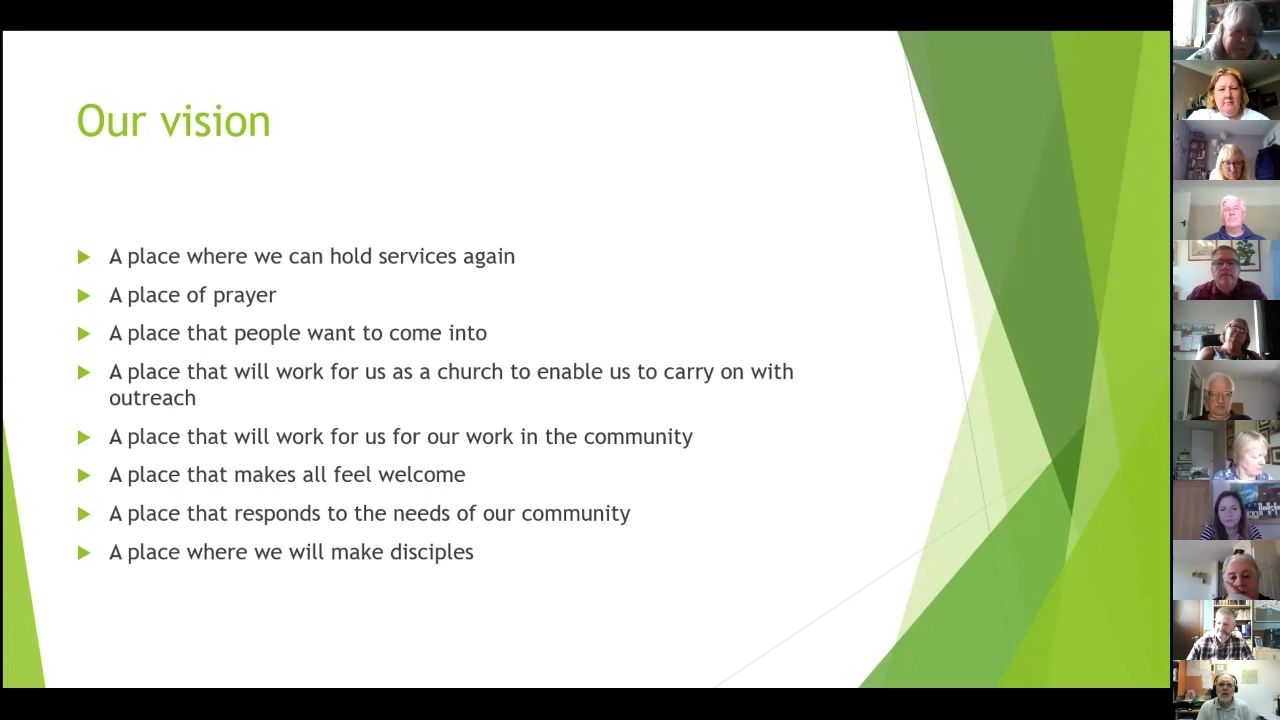 Our vision
A place where we can hold services again
A place of prayer
A place that people want to come into
A place that will work for us as a church to enable us to carry on with
outreach
A place that will work for us for our work in the community
A place that makes all feel welcome
A place that responds to the needs of our community
A place where we will make disciples